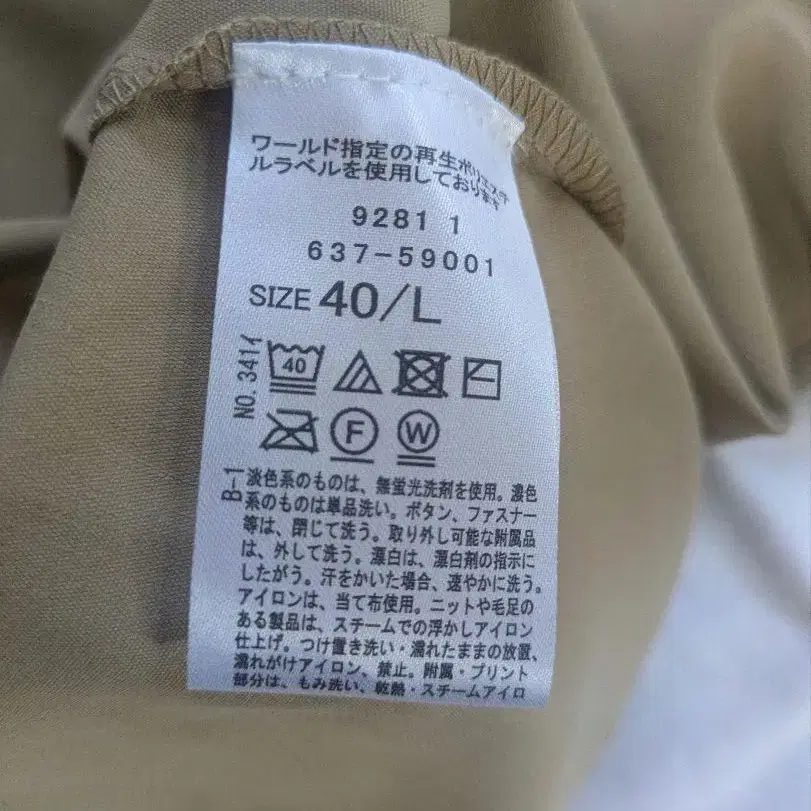 ワールド指定の再生ポリエステ
ルラベルを使用しております
9281 1
637-59001
SIZE 40/L
NO. 341イ
40
F
W
B-1
淡色系のものは、無蛍光洗剤を使用。濃色
系のものは単品洗い。ボタン、ファスナー
等は、閉じて洗う。取り外し可能な附属品
は、外して洗う。漂白は、漂白剤の指示に
したがう。汗をかいた場合、速やかに洗う。
アイロンは、当て布使用。ニットや毛足の
ある製品は、スチームでの浮かしアイロン
仕上げ。つけ置き洗い・濡れたままの放置、
濡れがけアイロン、禁止。附属・プリント
部分は、もみ洗い、乾熱・スチームアイロ